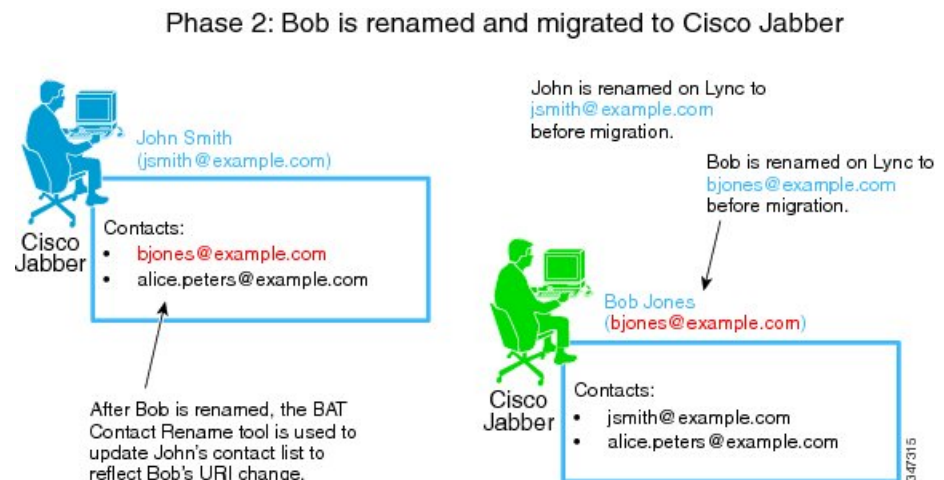 Phase 2: Bob is renamed and migrated to Cisco Jabber
John Smith
(jsmith@example.com)
Cisco
Jabber
Contacts:
• bjones@example.com
• alice.peters@example.com
After Bob is renamed, the BAT
Contact Rename tool is used to
update John's contact list to
reflect Bob's URI change.
John is renamed on Lync to
jsmith@example.com
before migration.
Bob is renamed on Lync to
bjones@example.com
before migration.
Bob Jones
(bjones@example.com)
Cisco
Jabber
Contacts:
• jsmith@example.com
• alice.peters@example.com
347315